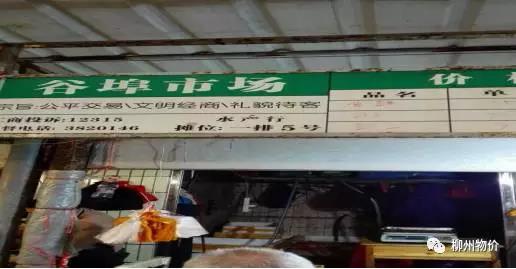 谷埠市场
宗旨:公平交易\文明经商\礼貌待客
商投诉:12315 水产行
督电话: 3820146 摊位: 一排5号
品名 单
价
柳州物价